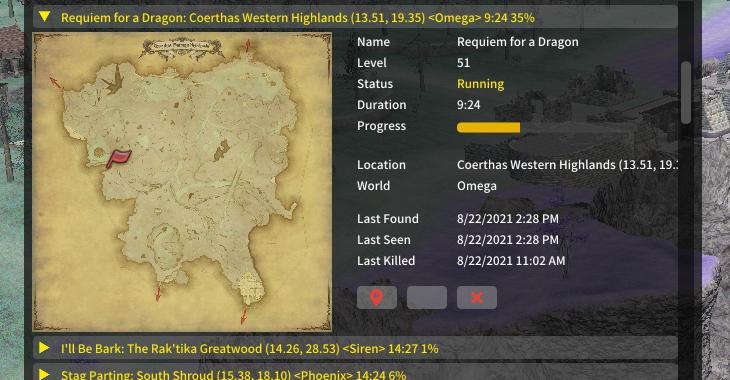 Requiem for a Dragon: Coerthas Western Highlands (13.51, 19.35) <Omega> 9:24 35%
Coerthas Western Highlands
Name Requiem for a Dragon
Level 51
Status Running
Duration 9:24
Progress
Location Coerthas Western Highlands (13.51, 19.
World Omega
Last Found 8/22/2021 2:28 PM
Last Seen 8/22/2021 2:28 PM
Last Killed 8/22/2021 11:02 AM
I'll Be Bark: The Rak'tika Greatwood (14.26, 28.53) <Siren> 14:27 1%
Stag Parting: South Shroud (15.38, 18.10) <Phoenix> 14:24 6%